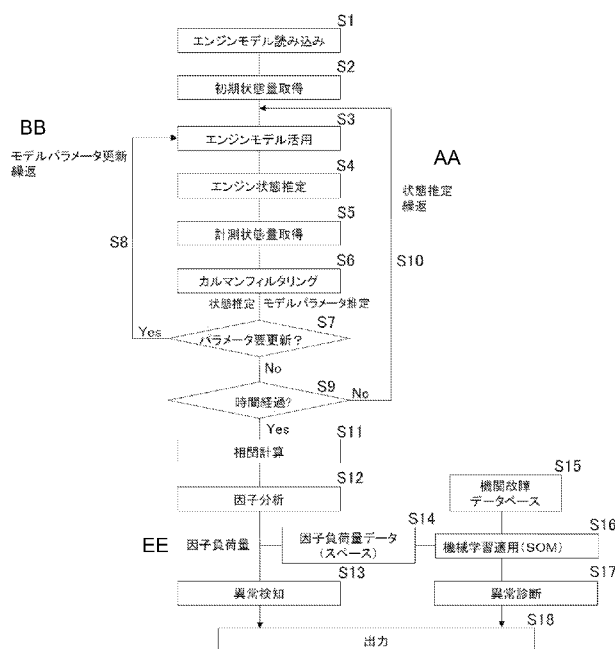 S1
エンジンモデル読み込み
S2
初期状態量取得
S3
エンジンモデル活用
BB
モデルパラメータ更新
繰返
AA
状態推定
繰返
S4
エンジン状態推定
S5
計測状態量取得
S8
S10
S6
カルマンフィルタリング
状態推定 モデルパラメータ推定
S7
Yes
パラメータ要更新？
No
S9
時間経過?
No
Yes
S11
相関計算
S12
因子分析
S15
機関故障
データベース
EE
因子負荷量
S14
因子負荷量データ
(スペース)
S16
機械学習運用(SOM)
S13
異常検知
S17
異常診断
S18
出力